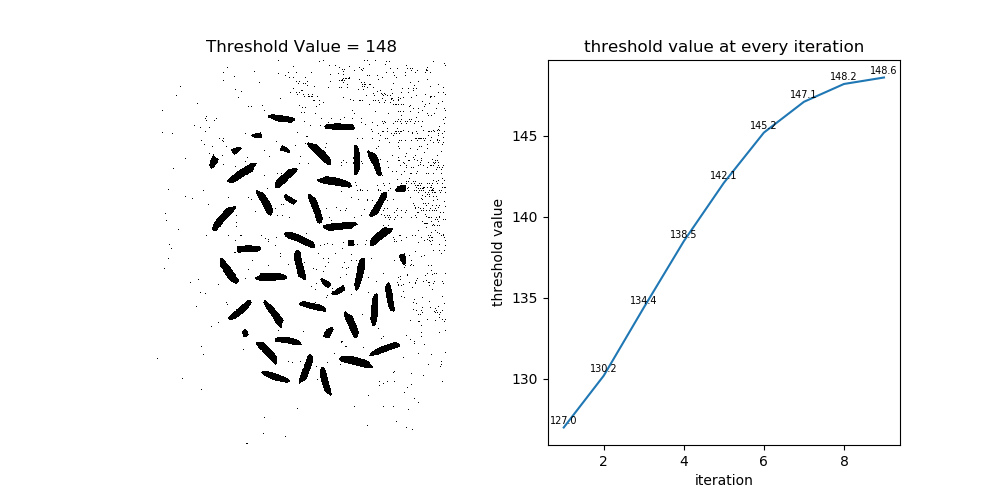 Threshold Value = 148
threshold value at every iteration
148.6
148.2
147.1
145.2
142.1
138.5
134.4
130.2
127.0
145
140
135
130
threshold value
2 4 6 8
iteration